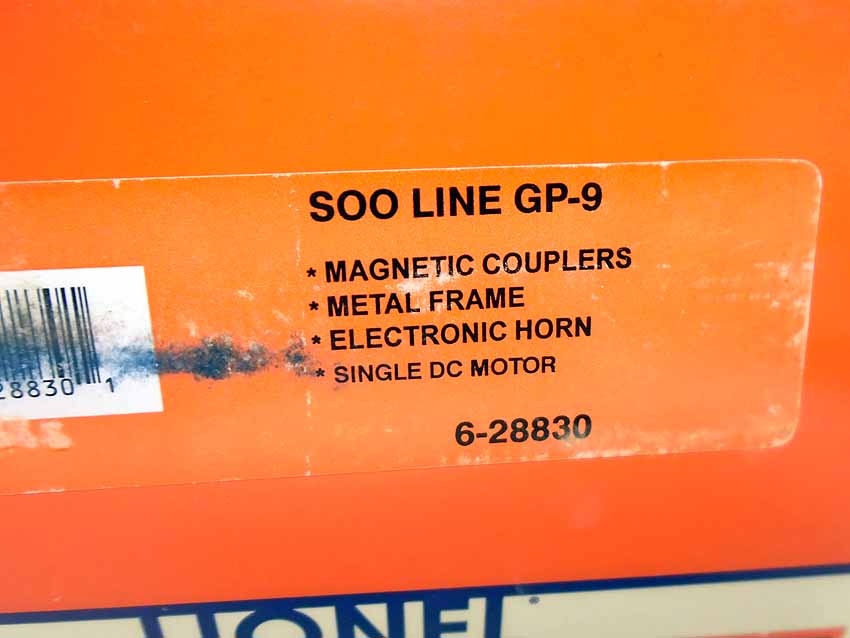 SOO LINE GP-9
* MAGNETIC COUPLERS
* METAL FRAME
* ELECTRONIC HORN
* SINGLE DC MOTOR
28830 1
6-28830